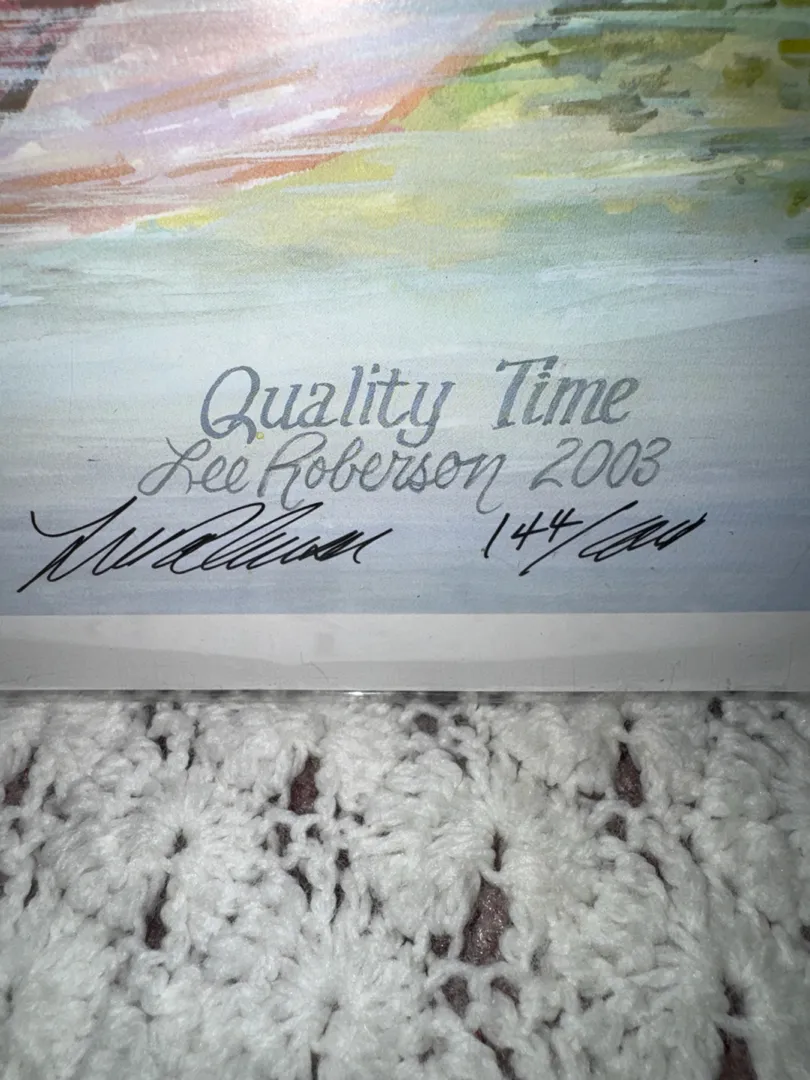 Quality Time
Lee Roberson 2003
144/